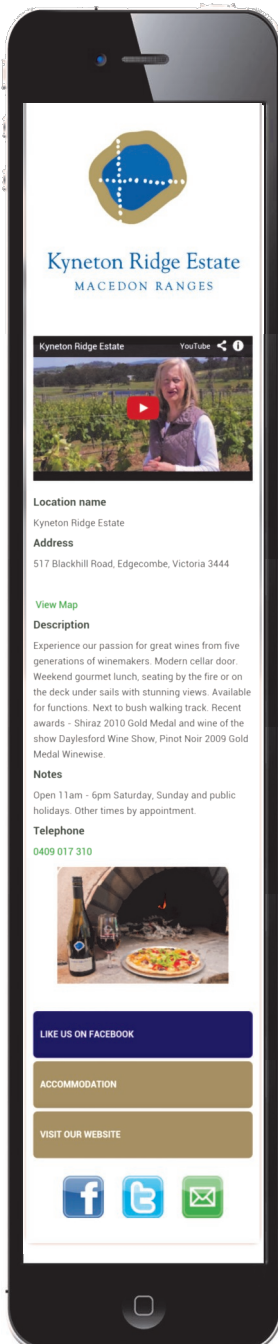 Kyneton Ridge Estate
MACEDON RANGES
Kyneton Ridge Estate YouTube
Location name
Kyneton Ridge Estate
Address
517 Blackhill Road, Edgecombe, Victoria 3444
View Map
Description
Experience our passion for great wines from five
generations of winemakers. Modern cellar door.
Weekend gourmet lunch, seating by the fire or on
the deck under sails with stunning views. Available
for functions. Next to bush walking track. Recent
awards - Shiraz 2010 Gold Medal and wine of the
show Daylesford Wine Show, Pinot Noir 2009 Gold
Medal Winewise.
Notes
Open 11am - 6pm Saturday, Sunday and public
holidays. Other times by appointment.
Telephone
0409 017 310
LIKE US ON FACEBOOK
ACCOMMODATION
VISIT OUR WEBSITE